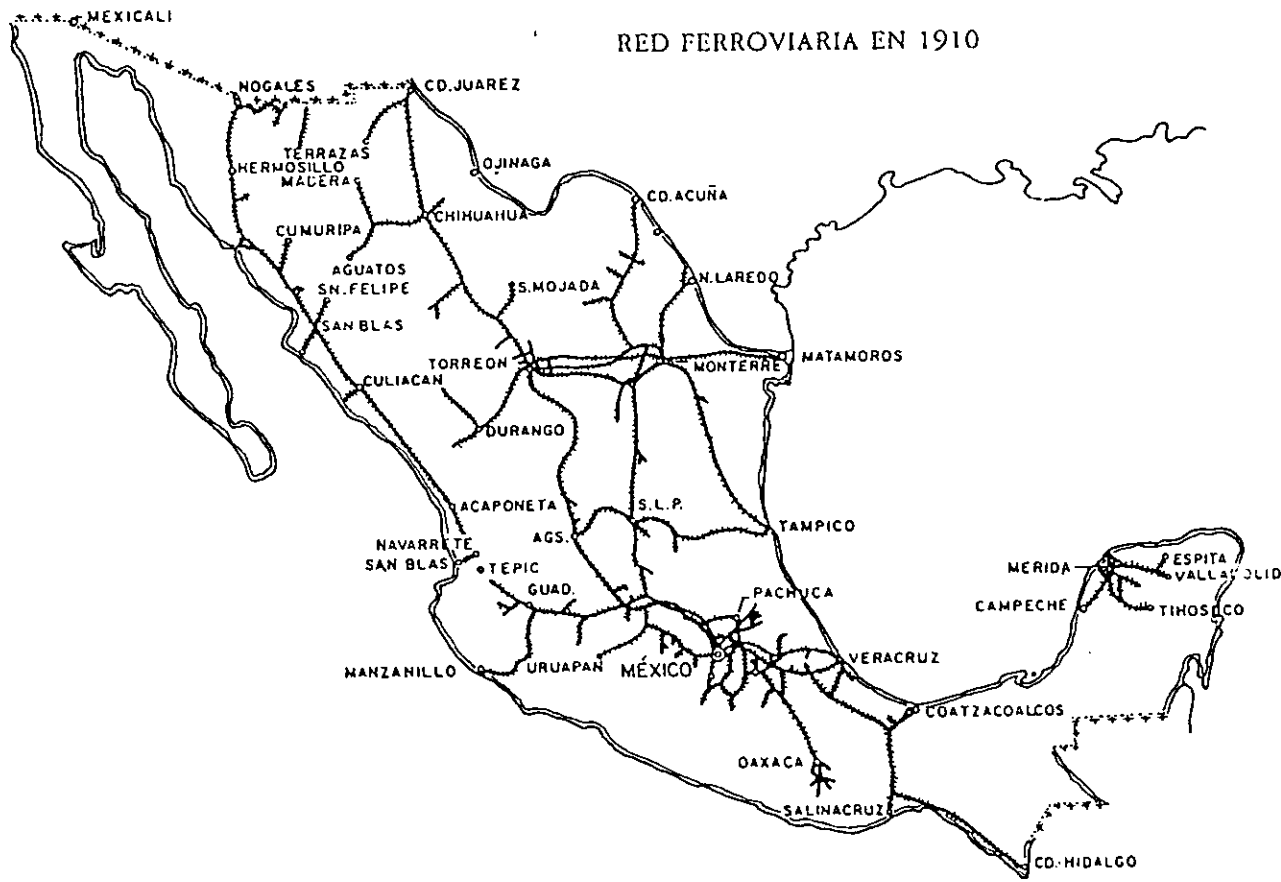 MEXICALI
RED FERROVIARIA EN 1910
NOGALES
CD. JUAREZ
TERRAZAS
HERMOSILLO
MADERA
OJINAGA
CD. ACUÑA
CHIHUAHUA
CUMURIPA
AGUATOS
SN. FELIPE
S. MOJADA
N. LAREDO
SAN BLAS
TORREON
MONTERRE
MATAMOROS
CULIACAN
DURANGO
ACAPONETA
S.L.P.
AGS.
TAMPICO
NAVARRETE
SAN BLAS
TEPIC
GUAD.
PACHUCA
MERIDA
ESPITA
VALLADOLID
CAMPECHE
TIHOSUCO
MANZANILLO
URUAPAN
MÉXICO
VERACRUZ
COATZACOALCOS
OAXACA
SALINACRUZ
CD. HIDALGO